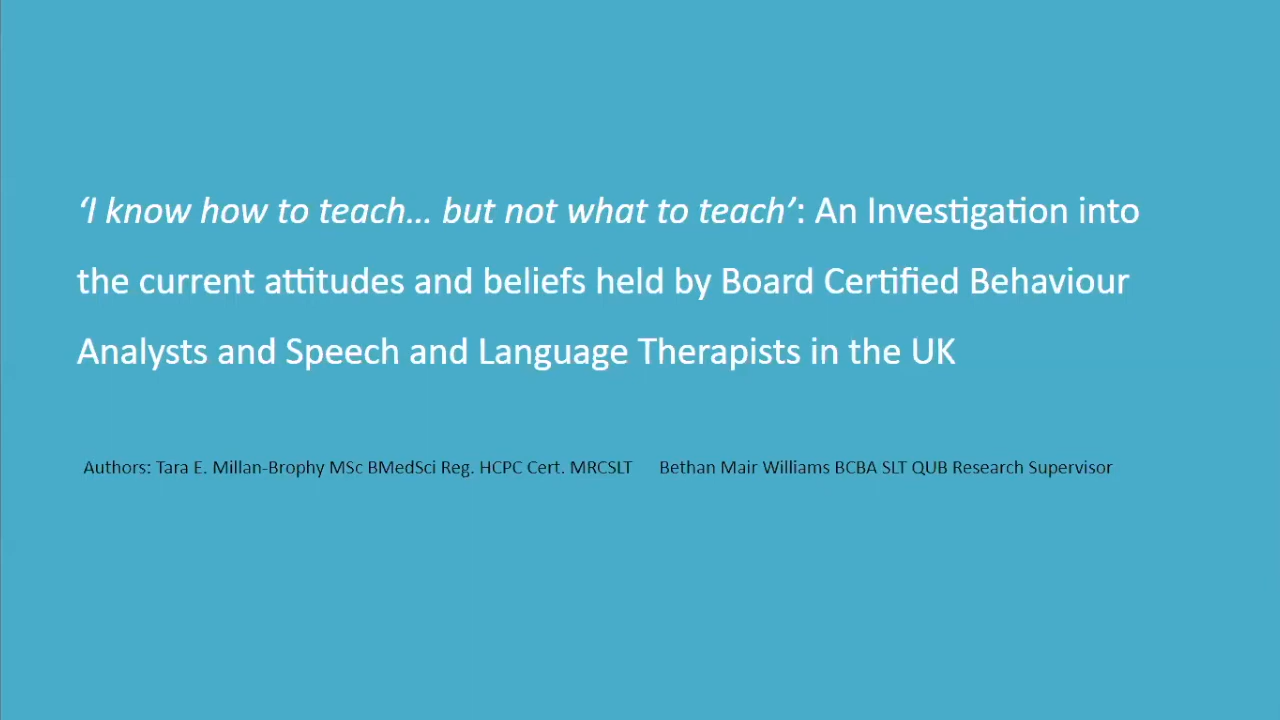 ‘I know how to teach… but not what to teach’: An Investigation into
the current attitudes and beliefs held by Board Certified Behaviour
Analysts and Speech and Language Therapists in the UK
Authors: Tara E. Millan-Brophy MSc BMedSci Reg. HCPC Cert. MRCSLT Bethan Mair Williams BCBA SLT QUB Research Supervisor